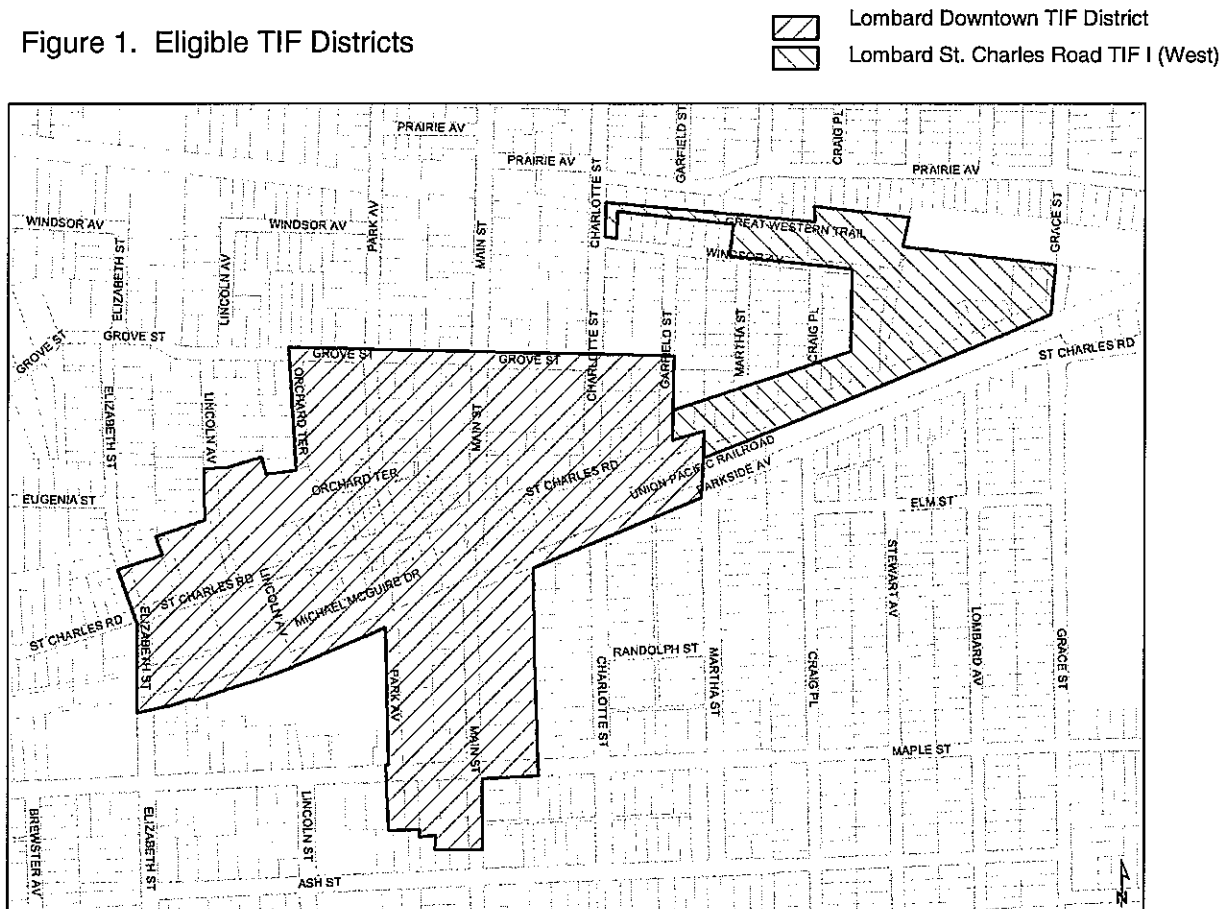 Figure 1. Eligible TIF Districts
Lombard Downtown TIF District
Lombard St. Charles Road TIF I (West)
PRAIRIE AV
PRAIRIE AV
PRAIRIE AV
CHARLOTTE ST
GARFIELD ST
CRAIG PL
GRACE ST
WINDSOR AV
WINDSOR AV
PARK AV
MAIN ST
ELIZABETH ST
LINCOLN AV
GREAT WESTERN TRAIL
WINDSOR AV
GROVE ST
GROVE ST
GROVE ST
GROVE ST
CHARLOTTE ST
GARFIELD ST
MARTHA ST
CRAIG PL
ST CHARLES RD
ELIZABETH ST
LINCOLN AV
ORCHARD TER
MAIN ST
ORCHARD TER
ST CHARLES RD
UNION PACIFIC RAILROAD
PARKSIDE AV
EUGENIA ST
ELM ST
STEWART AV
ST CHARLES RD
ST CHARLES RD
LINCOLN AV
MICHAEL MCGUIRE DR
ELIZABETH ST
PARK AV
MAIN ST
RANDOLPH ST
CHARLOTTE ST
MARTHA ST
CRAIG PL
LOMBARD AV
GRACE ST
MAPLE ST
BREWSTER AV
ELIZABETH ST
LINCOLN ST
ASH ST
N